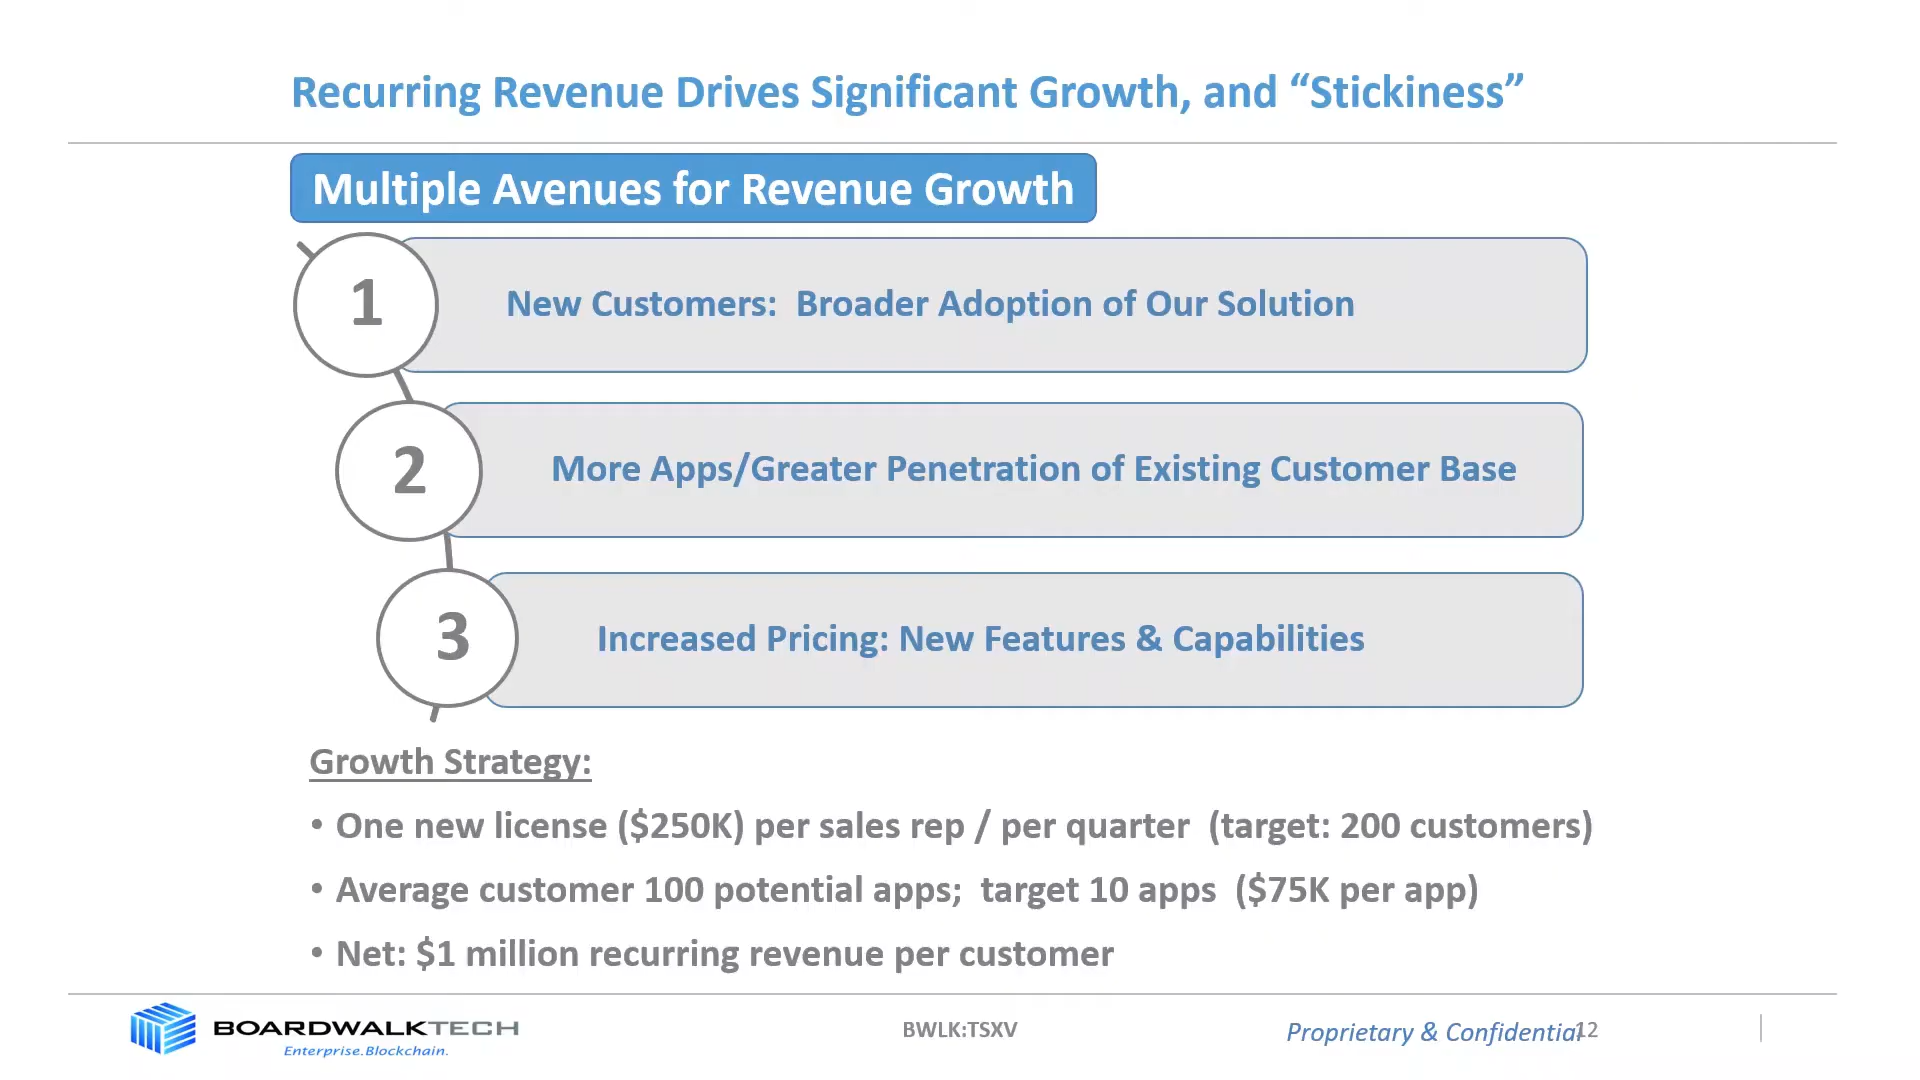 Recurring Revenue Drives Significant Growth, and “Stickiness”
Multiple Avenues for Revenue Growth
1
New Customers:  Broader Adoption of Our Solution
2
More Apps/Greater Penetration of Existing Customer Base
3
Increased Pricing: New Features & Capabilities
Growth Strategy:
• One new license ($250K) per sales rep / per quarter  (target: 200 customers)
• Average customer 100 potential apps;  target 10 apps  ($75K per app)
• Net: $1 million recurring revenue per customer
BOARDWALKTECH
Enterprise.Blockchain.
BWLK:TSXV
Proprietary & Confidential
12